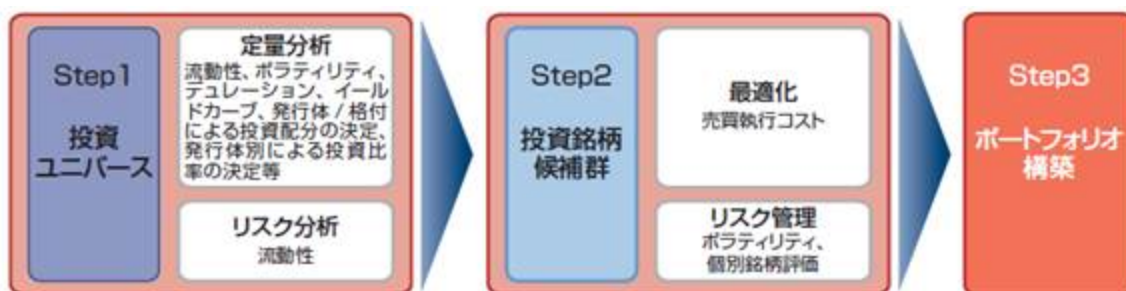 Step1
投資
ユニバース
定量分析
流動性、ボラティリティ、
デュレーション、イール
ドカーブ、発行体 / 格付
による投資配分の決定、
発行体別による投資比
率の決定等
リスク分析
流動性
Step2
投資銘柄
候補群
最適化
売買執行コスト
リスク管理
ボラティリティ、
個別銘柄評価
Step3
ポートフォリオ
構築